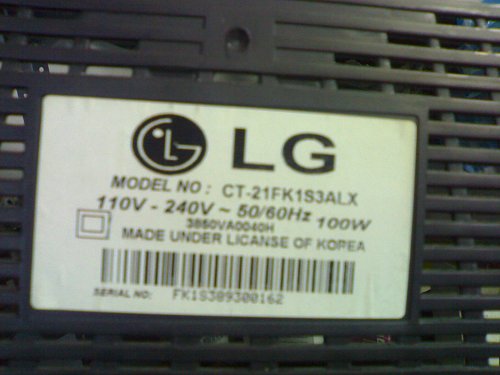 LG
MODEL NO : CT-21FK1S3ALX
110V - 240V ~ 50/60Hz 100W
3850VA0040H
MADE UNDER LICANSE OF KOREA
SERIAL NO: FK1S309300162